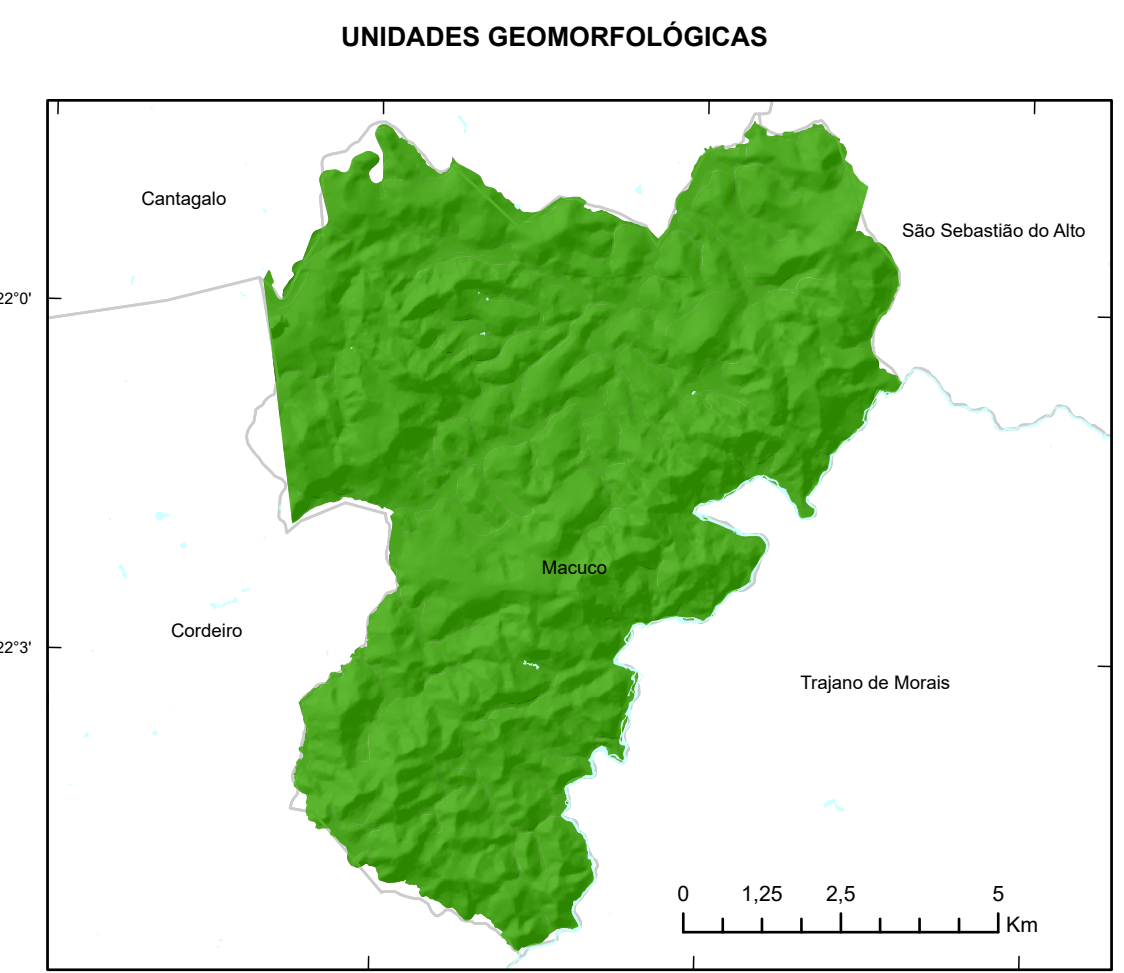 UNIDADES GEOMORFOLÓGICAS
Cantagalo
São Sebastião do Alto
22°0'
Macuco
Cordeiro
22°3'
Trajano de Morais
0 1,25 2,5 5
Km